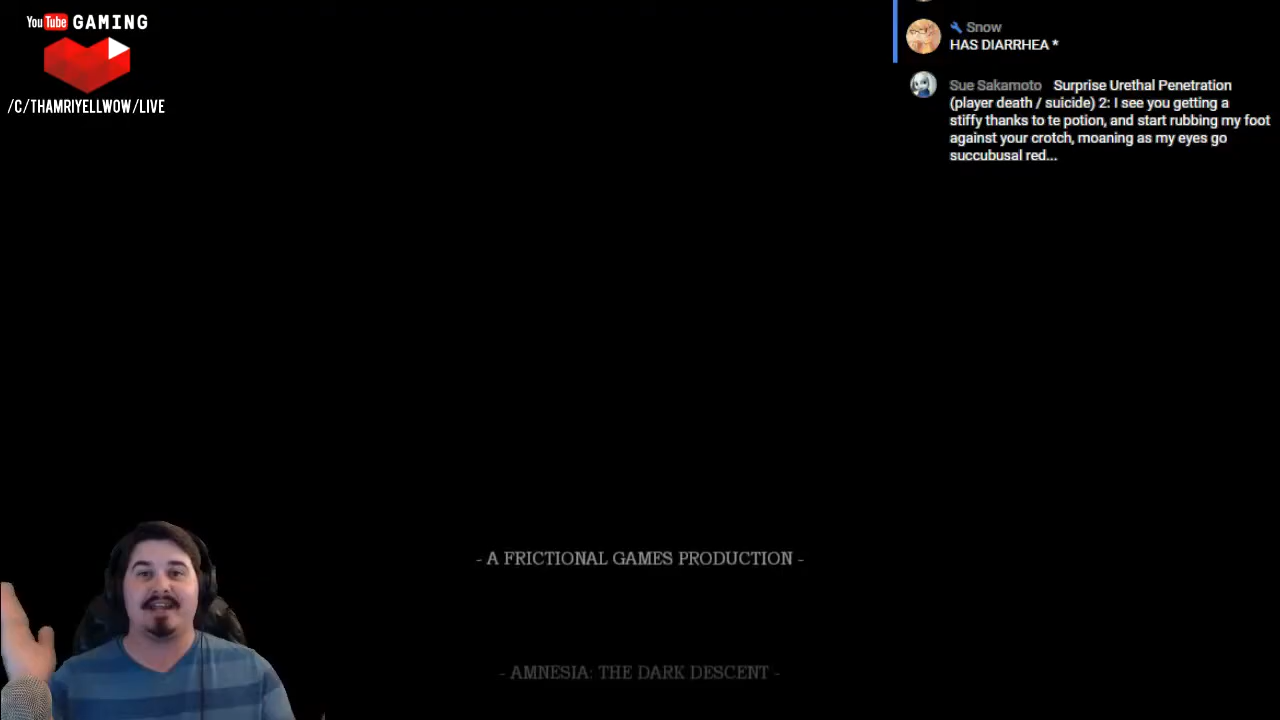 YouTube GAMING
/C/THAMRIYELLWOW/LIVE
Snow
HAS DIARRHEA *
Sue Sakamoto Surprise Urethal Penetration
(player death / suicide) 2: I see you getting a
stiffy thanks to te potion, and start rubbing my foot
against your crotch, moaning as my eyes go
succubusal red...
- A FRICTIONAL GAMES PRODUCTION -
- AMNESIA: THE DARK DESCENT -